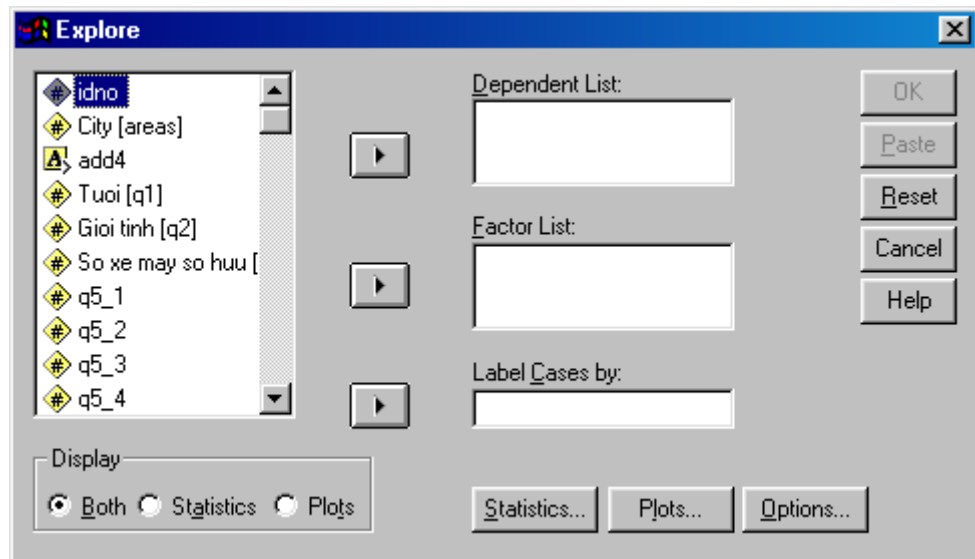 Explore
idno
City [areas]
add4
Tuoi [q1]
Gioi tinh [q2]
So xe may so huu [
q5_1
q5_2
q5_3
q5_4
Display
Both Statistics Plots
Dependent List:
Factor List:
Label Cases by:
Statistics... Plots... Options...
OK
Paste
Reset
Cancel
Help